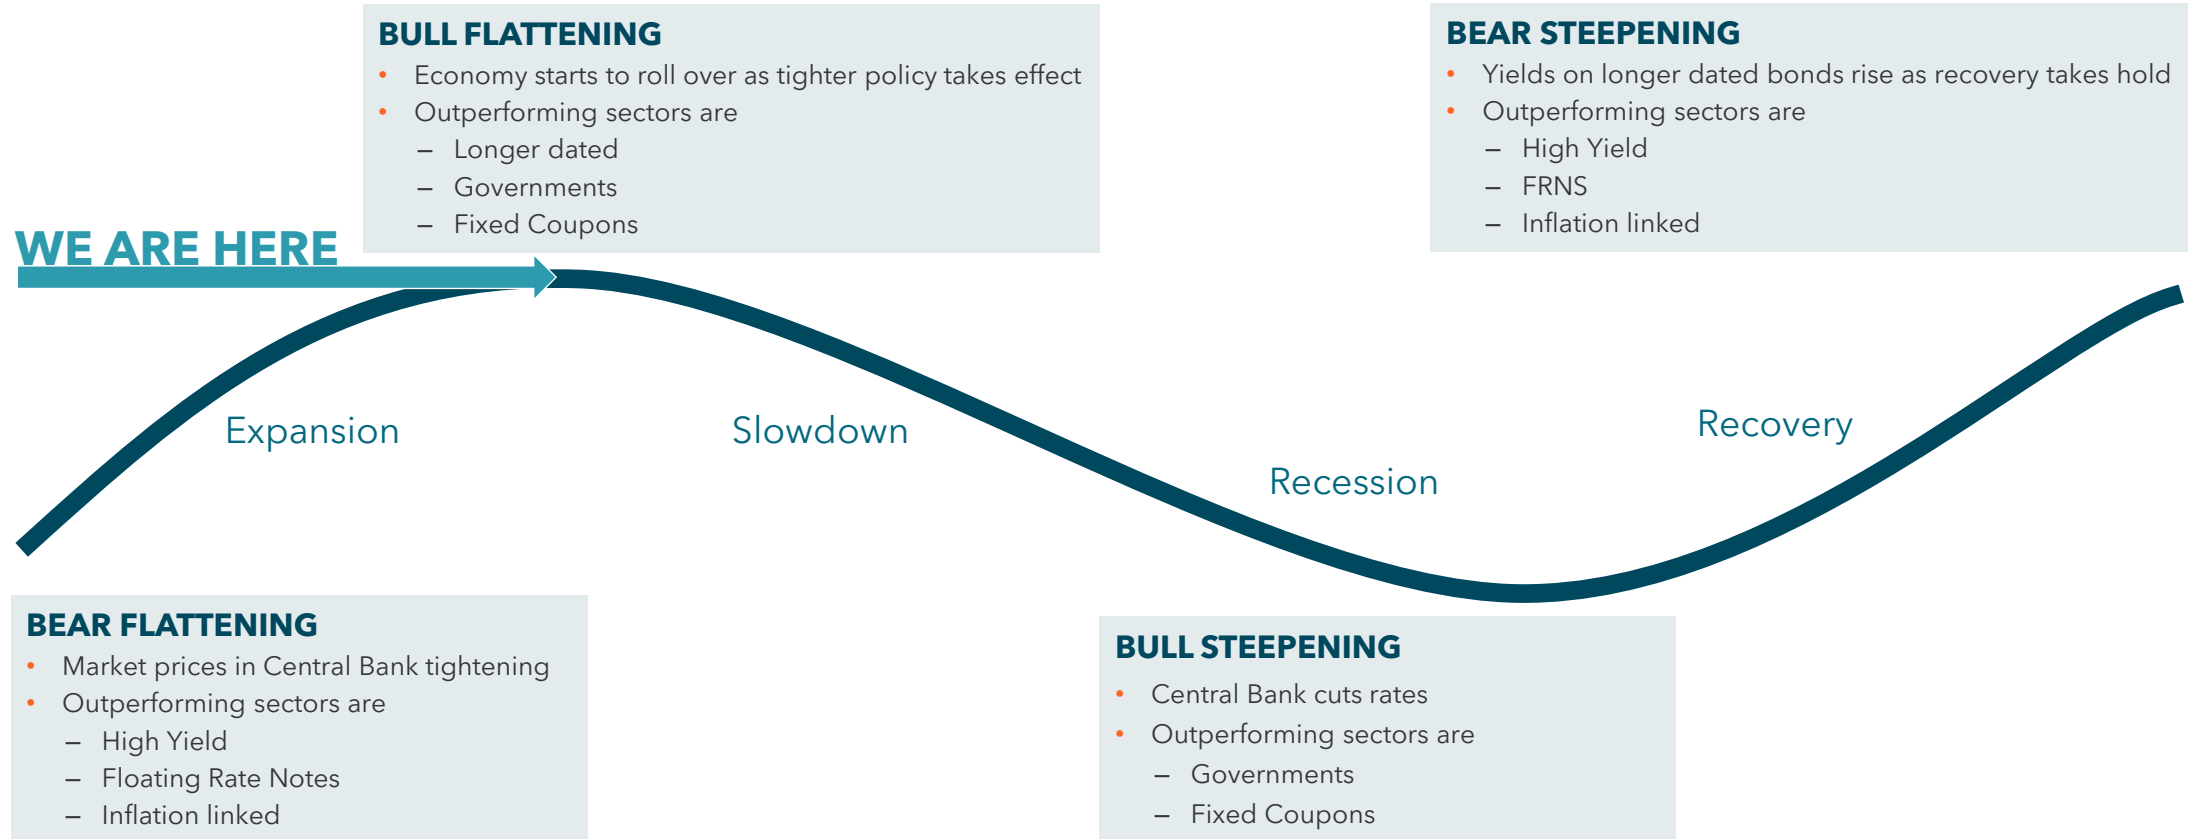 BULL FLATTENING
• Economy starts to roll over as tighter policy takes effect
• Outperforming sectors are
– Longer dated
– Governments
– Fixed Coupons
BEAR STEEPENING
• Yields on longer dated bonds rise as recovery takes hold
• Outperforming sectors are
– High Yield
– FRNS
– Inflation linked
WE ARE HERE
Expansion
Slowdown
Recession
Recovery
BEAR FLATTENING
• Market prices in Central Bank tightening
• Outperforming sectors are
– High Yield
– Floating Rate Notes
– Inflation linked
BULL STEEPENING
• Central Bank cuts rates
• Outperforming sectors are
– Governments
– Fixed Coupons